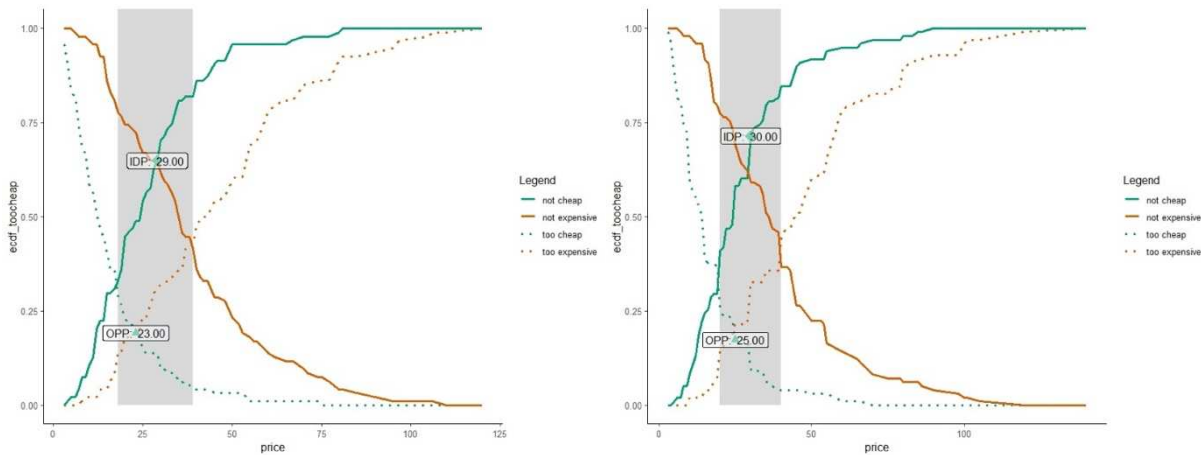 1.00
0.75
0.50
0.25
0.00
ecdf_toocheap
IDP: 29.00
OPP: 23.00
0
25
50
75
100
125
price
Legend
not cheap
not expensive
too cheap
too expensive
1.00
0.75
0.50
0.25
0.00
ecdf_toocheap
IDP: 30.00
OPP: 25.00
0
50
100
price
Legend
not cheap
not expensive
too cheap
too expensive